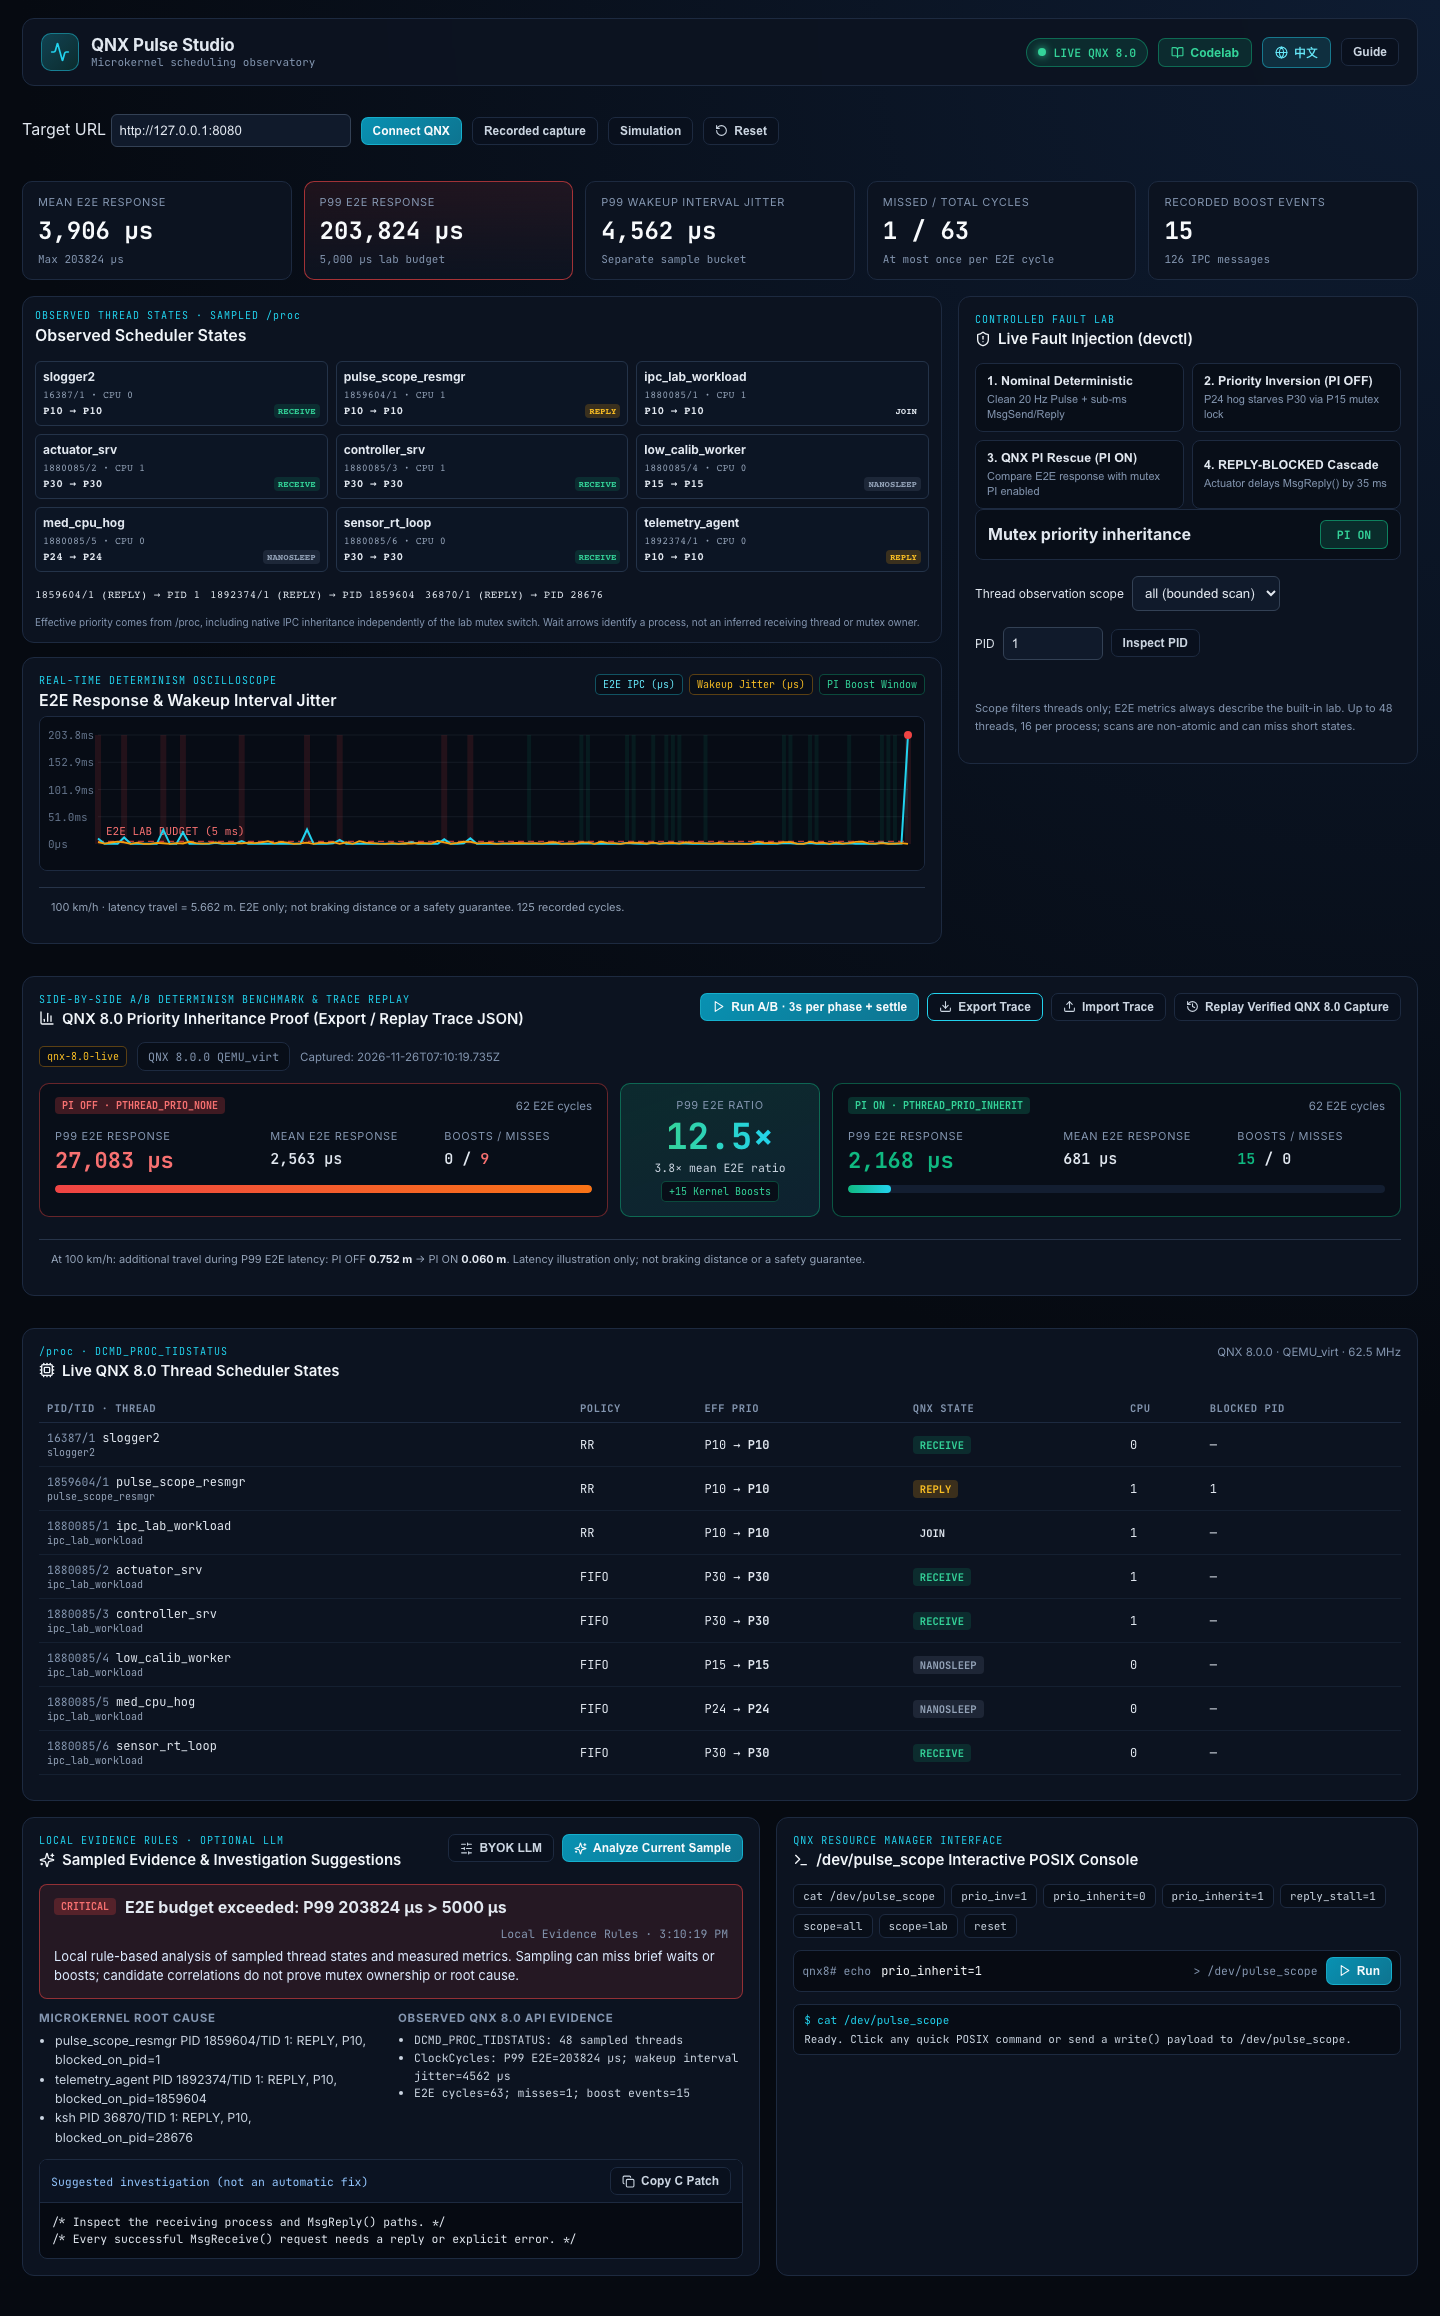 QNX Pulse Studio
Microkernel scheduling observatory
LIVE QNX 8.0
Codelab
中文
Guide
Target URL
http://127.0.0.1:8080
Connect QNX
Recorded capture
Simulation
Reset
MEAN E2E RESPONSE
3,906 µs
Max 203824 µs
P99 E2E RESPONSE
203,824 µs
5,000 µs lab budget
P99 WAKEUP INTERVAL JITTER
4,562 µs
Separate sample bucket
MISSED / TOTAL CYCLES
1 / 63
At most once per E2E cycle
RECORDED BOOST EVENTS
15
126 IPC messages
OBSERVED THREAD STATES · SAMPLED /proc
Observed Scheduler States
slogger2
16387/1 · CPU 0
P10 → P10
RECEIVE
pulse_scope_resmgr
1859604/1 · CPU 1
P10 → P10
REPLY
ipc_lab_workload
1880085/1 · CPU 1
P10 → P10
JOIN
actuator_srv
1880085/2 · CPU 1
P30 → P30
RECEIVE
controller_srv
1880085/3 · CPU 1
P30 → P30
RECEIVE
low_calib_worker
1880085/4 · CPU 0
P15 → P15
NANOSLEEP
med_cpu_hog
1880085/5 · CPU 0
P24 → P24
NANOSLEEP
sensor_rt_loop
1880085/6 · CPU 0
P30 → P30
RECEIVE
telemetry_agent
1892374/1 · CPU 0
P10 → P10
REPLY
1859604/1 (REPLY) → PID 1 1892374/1 (REPLY) → PID 1859604 36870/1 (REPLY) → PID 28676
Effective priority comes from /proc, including native IPC inheritance independently of the lab mutex switch. Wait arrows identify a process, not an inferred receiving thread or mutex owner.
CONTROLLED FAULT LAB
Live Fault Injection (devctl)
1. Nominal Deterministic
Clean 20 Hz Pulse + sub-ms
MsgSend/Reply
2. Priority Inversion (PI OFF)
P24 hog starves P30 via P15 mutex
lock
3. QNX PI Rescue (PI ON)
Compare E2E response with mutex
PI enabled
4. REPLY-BLOCKED Cascade
Actuator delays MsgReply() by 35 ms
Mutex priority inheritance
PI ON
Thread observation scope
all (bounded scan)
PID
1
Inspect PID
Scope filters threads only; E2E metrics always describe the built-in lab. Up to 48
threads, 16 per process; scans are non-atomic and can miss short states.
REAL-TIME DETERMINISM OSCILLOSCOPE
E2E Response & Wakeup Interval Jitter
E2E IPC (µs)
Wakeup Jitter (µs)
PI Boost Window
203.8ms
152.9ms
101.9ms
51.0ms
0µs
E2E LAB BUDGET (5 ms)
100 km/h · latency travel = 5.662 m. E2E only; not braking distance or a safety guarantee. 125 recorded cycles.
SIDE-BY-SIDE A/B DETERMINISM BENCHMARK & TRACE REPLAY
QNX 8.0 Priority Inheritance Proof (Export / Replay Trace JSON)
Run A/B · 3s per phase + settle
Export Trace
Import Trace
Replay Verified QNX 8.0 Capture
qnx-8.0-live
QNX 8.0.0 QEMU_virt
Captured: 2026-11-26T07:10:19.735Z
PI OFF · PTHREAD_PRIO_NONE
62 E2E cycles
P99 E2E RESPONSE
27,083 µs
MEAN E2E RESPONSE
2,563 µs
BOOSTS / MISSES
0 / 9
P99 E2E RATIO
12.5×
3.8× mean E2E ratio
+15 Kernel Boosts
PI ON · PTHREAD_PRIO_INHERIT
62 E2E cycles
P99 E2E RESPONSE
2,168 µs
MEAN E2E RESPONSE
681 µs
BOOSTS / MISSES
15 / 0
At 100 km/h: additional travel during P99 E2E latency: PI OFF 0.752 m → PI ON 0.060 m. Latency illustration only; not braking distance or a safety guarantee.
/proc · DCMD_PROC_TIDSTATUS
Live QNX 8.0 Thread Scheduler States
QNX 8.0.0 · QEMU_virt · 62.5 MHz
PID/TID · THREAD POLICY EFF PRIO QNX STATE CPU BLOCKED PID
16387/1 slogger2 RR P10 → P10 RECEIVE 0 —
slogger2
1859604/1 pulse_scope_resmgr RR P10 → P10 REPLY 1 1
pulse_scope_resmgr
1880085/1 ipc_lab_workload RR P10 → P10 JOIN 1 —
ipc_lab_workload
1880085/2 actuator_srv FIFO P30 → P30 RECEIVE 1 —
ipc_lab_workload
1880085/3 controller_srv FIFO P30 → P30 RECEIVE 1 —
ipc_lab_workload
1880085/4 low_calib_worker FIFO P15 → P15 NANOSLEEP 0 —
ipc_lab_workload
1880085/5 med_cpu_hog FIFO P24 → P24 NANOSLEEP 0 —
ipc_lab_workload
1880085/6 sensor_rt_loop FIFO P30 → P30 RECEIVE 0 —
ipc_lab_workload
LOCAL EVIDENCE RULES · OPTIONAL LLM
Sampled Evidence & Investigation Suggestions
BYOK LLM
Analyze Current Sample
CRITICAL
E2E budget exceeded: P99 203824 µs > 5000 µs
Local Evidence Rules · 3:10:19 PM
Local rule-based analysis of sampled thread states and measured metrics. Sampling can miss brief waits or
boosts; candidate correlations do not prove mutex ownership or root cause.
MICROKERNEL ROOT CAUSE
• pulse_scope_resmgr PID 1859604/TID 1: REPLY, P10,
blocked_on_pid=1
• telemetry_agent PID 1892374/TID 1: REPLY, P10,
blocked_on_pid=1859604
• ksh PID 36870/TID 1: REPLY, P10,
blocked_on_pid=28676
OBSERVED QNX 8.0 API EVIDENCE
• DCMD_PROC_TIDSTATUS: 48 sampled threads
• ClockCycles: P99 E2E=203824 µs; wakeup interval
jitter=4562 µs
• E2E cycles=63; misses=1; boost events=15
Suggested investigation (not an automatic fix)
Copy C Patch
/* Inspect the receiving process and MsgReply() paths. */
/* Every successful MsgReceive() request needs a reply or explicit error. */
QNX RESOURCE MANAGER INTERFACE
/dev/pulse_scope Interactive POSIX Console
cat /dev/pulse_scope
prio_inv=1
prio_inherit=0
prio_inherit=1
reply_stall=1
scope=all
scope=lab
reset
qnx8# echo prio_inherit=1 > /dev/pulse_scope
Run
$ cat /dev/pulse_scope
Ready. Click any quick POSIX command or send a write() payload to /dev/pulse_scope.